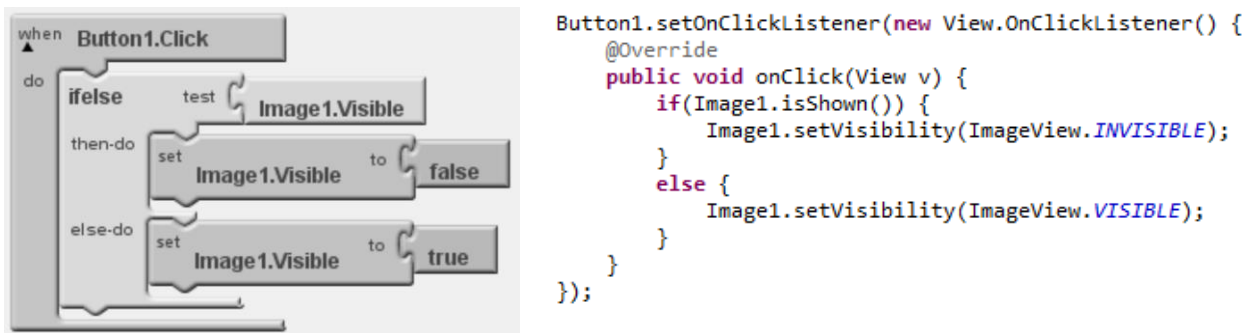 when Button1.Click
do
ifelse test Image1.Visible
then-do set Image1.Visible to false
else-do set Image1.Visible to true
Button1.setOnClickListener(new View.OnClickListener() {
@Override
public void onClick(View v) {
if(Image1.isShown()) {
Image1.setVisibility(ImageView.INVISIBLE);
}
else {
Image1.setVisibility(ImageView.VISIBLE);
}
}
});